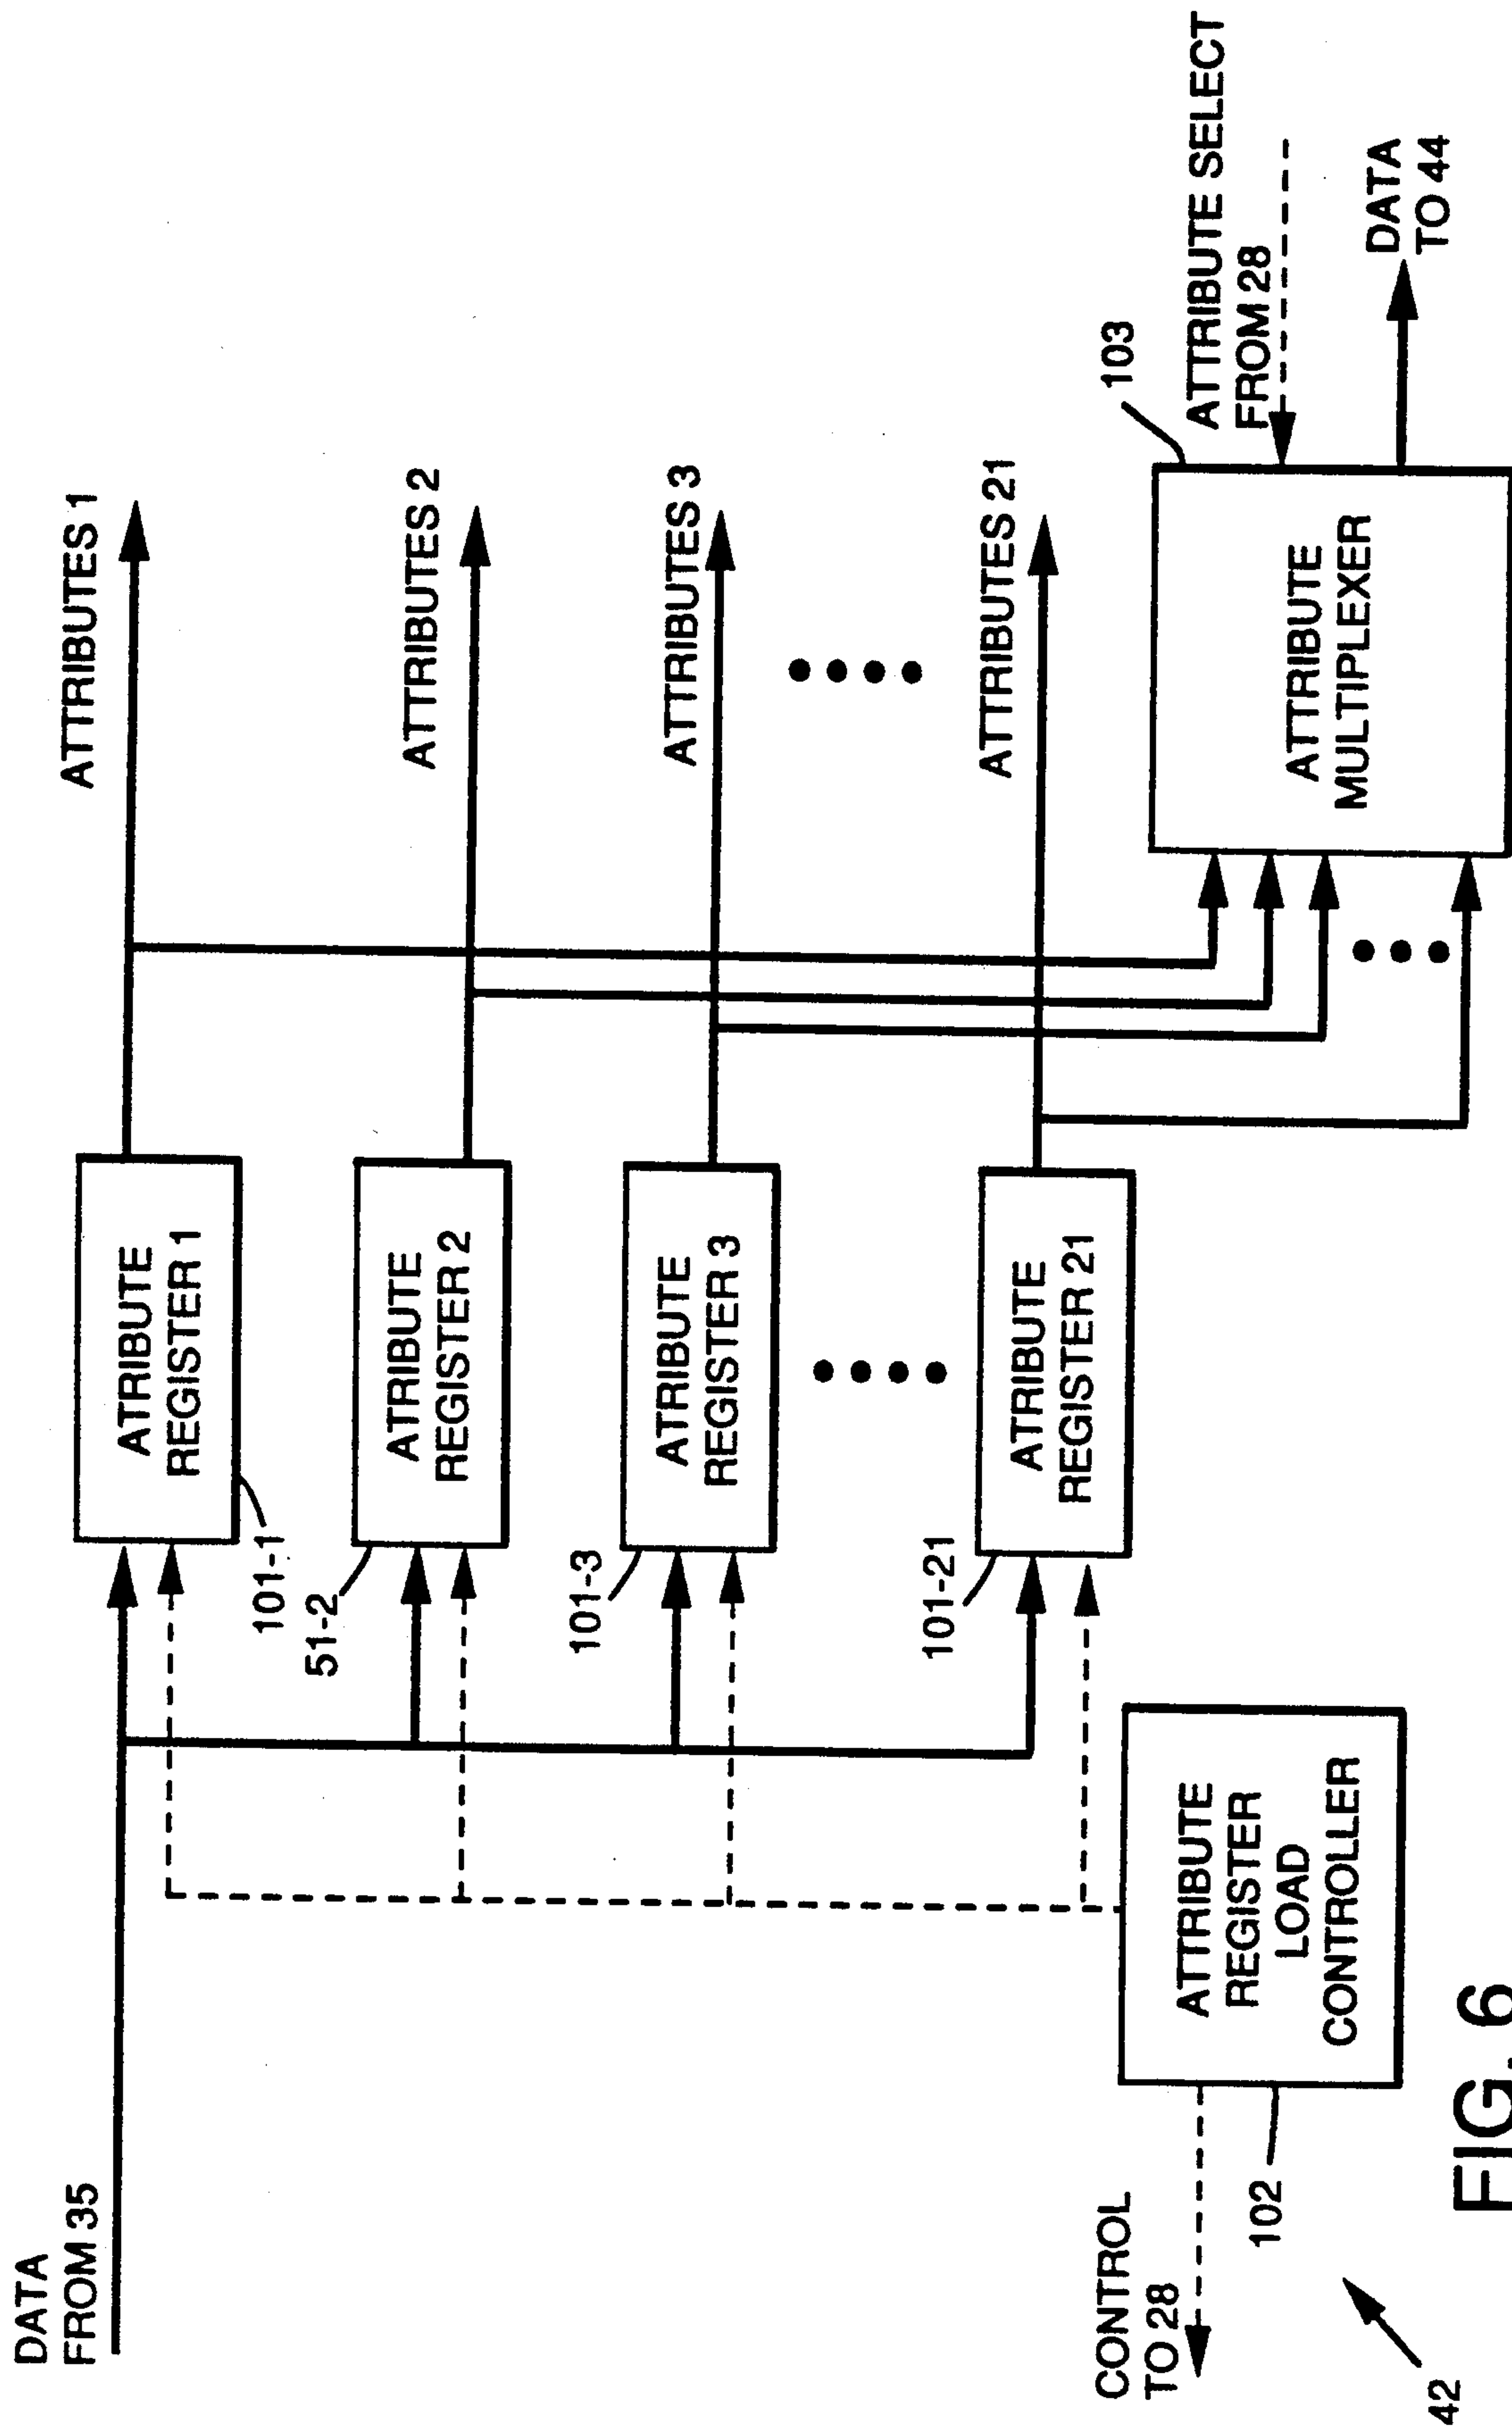 DATA
FROM 35
ATRIBUTE
REGISTER 1
101-1
ATTRIBUTES 1
ATRIBUTE
REGISTER 2
51-2
ATTRIBUTES 2
ATRIBUTE
REGISTER 3
101-3
ATTRIBUTES 3
ATRIBUTE
REGISTER 21
101-21
ATTRIBUTES 21
CONTROL
TO 28
ATTRIBUTE
REGISTER
LOAD
CONTROLLER
102
ATTRIBUTE
MULTIPLEXER
103
ATTRIBUTE SELECT
FROM 28
DATA
TO 44
42
FIG. 6